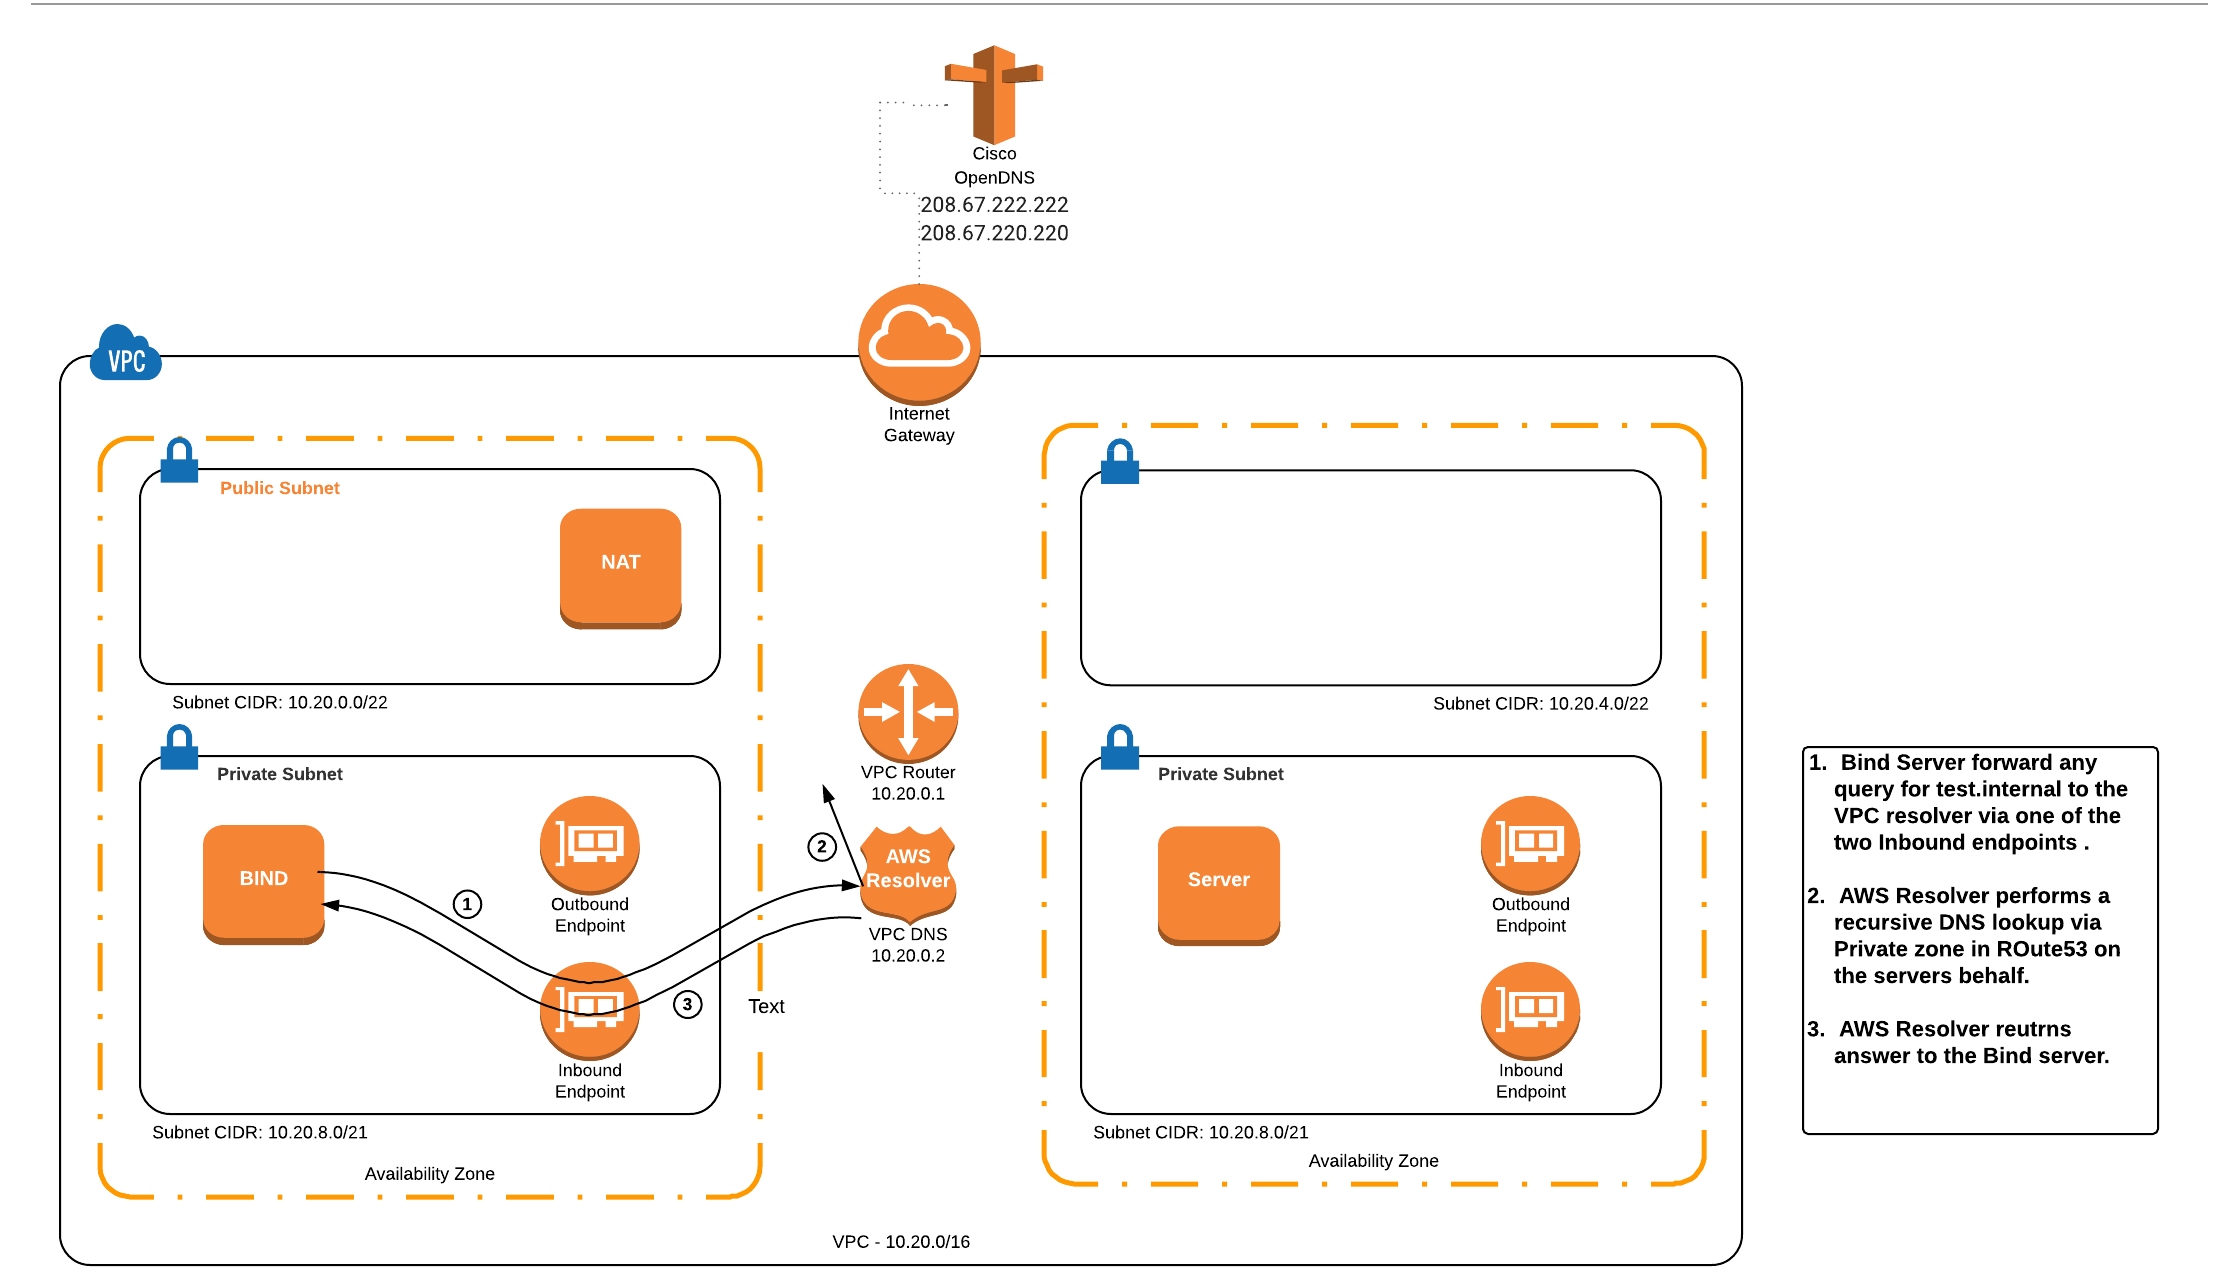 Cisco
OpenDNS
208.67.222.222
208.67.220.220
VPC
Internet
Gateway
Public Subnet
NAT
Subnet CIDR: 10.20.0.0/22
Subnet CIDR: 10.20.4.0/22
VPC Router
10.20.0.1
Private Subnet
BIND
Outbound
Endpoint
1
2
AWS
Resolver
VPC DNS
10.20.0.2
3
Text
Inbound
Endpoint
Subnet CIDR: 10.20.8.0/21
Availability Zone
Private Subnet
Server
Outbound
Endpoint
Inbound
Endpoint
Subnet CIDR: 10.20.8.0/21
Availability Zone
VPC - 10.20.0/16
1. Bind Server forward any
query for test.internal to the
VPC resolver via one of the
two Inbound endpoints .
2. AWS Resolver performs a
recursive DNS lookup via
Private zone in ROute53 on
the servers behalf.
3. AWS Resolver reutrns
answer to the Bind server.